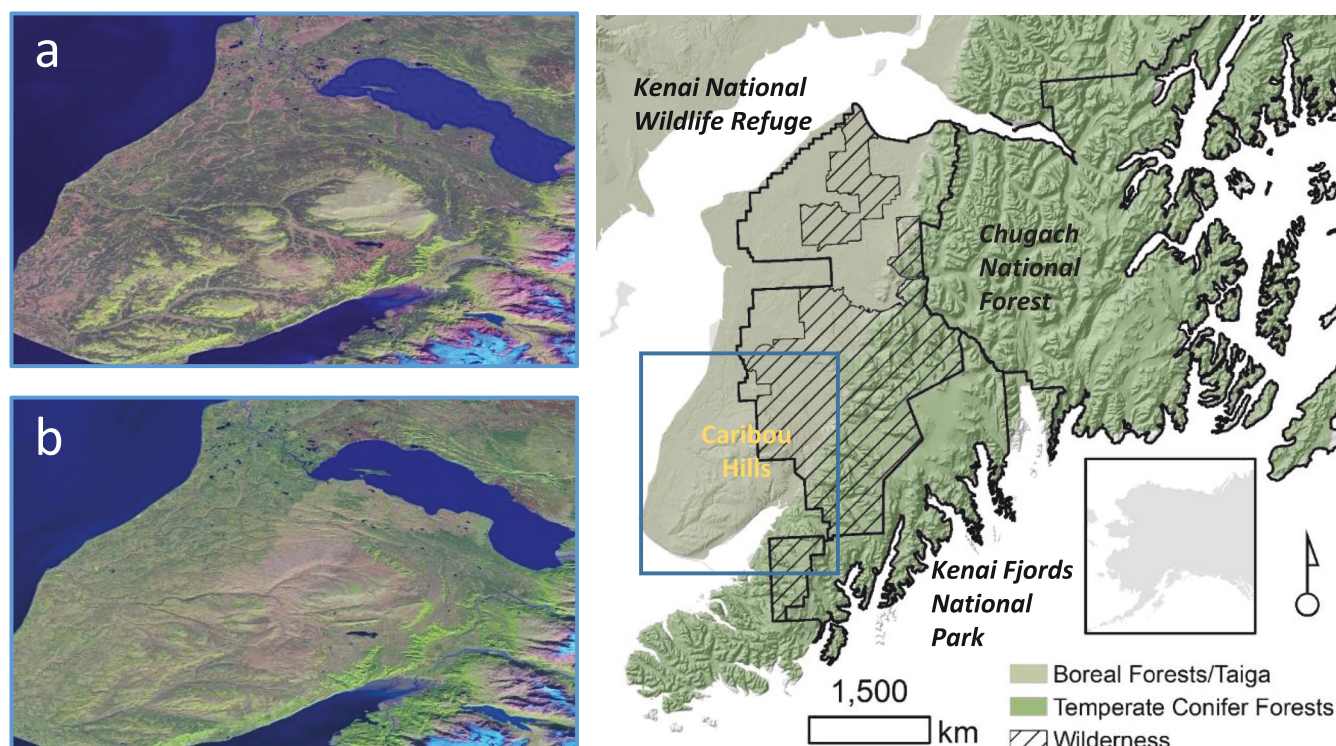 a
b
Kenai National
Wildlife Refuge
Chugach
National
Forest
Caribou
Hills
Kenai Fjords
National
Park
1,500
km
Boreal Forests/Taiga
Temperate Conifer Forests
Wilderness